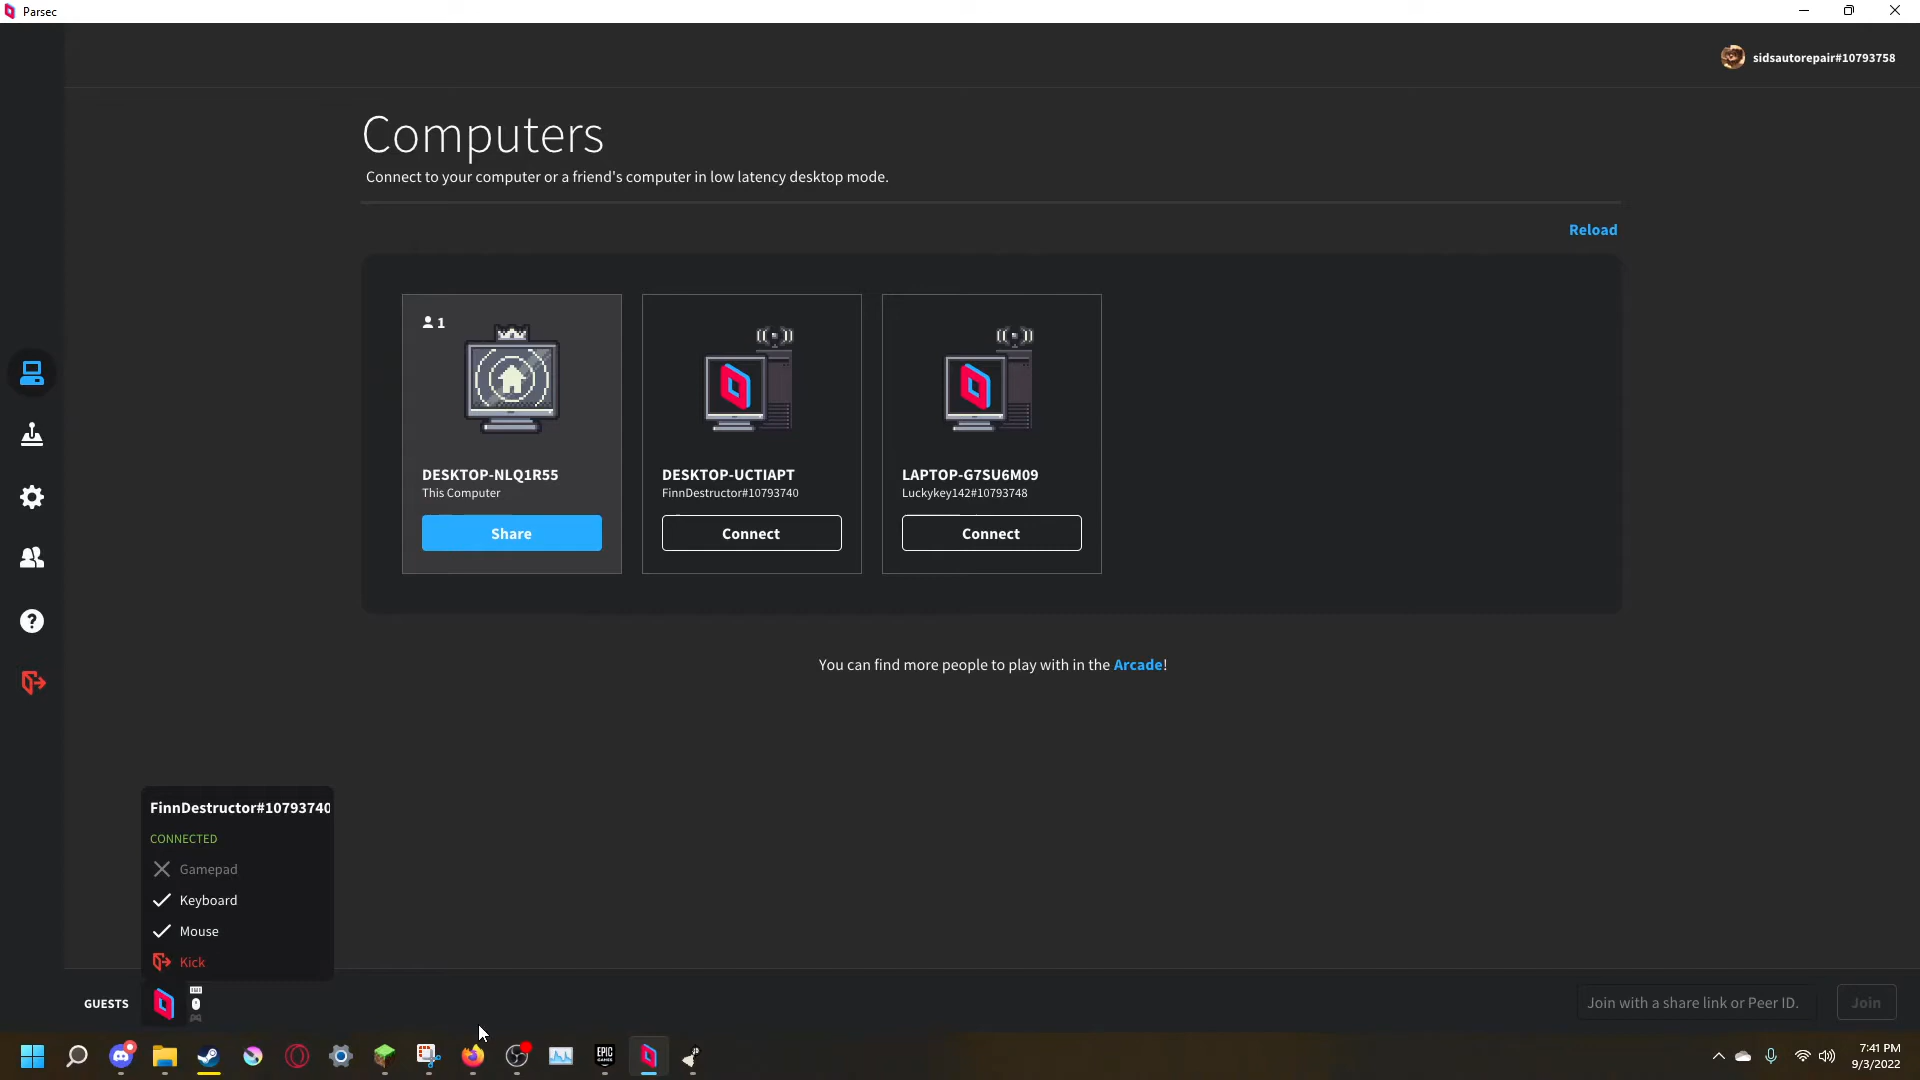 Parsec
sidsautorepair#10793758
Computers
Connect to your computer or a friend's computer in low latency desktop mode.
Reload
1
DESKTOP-NLQ1R55
This Computer
Share
DESKTOP-UCTIAPT
FinnDestructor#10793740
Connect
LAPTOP-G7SU6M09
Luckykey142#10793748
Connect
You can find more people to play with in the Arcade!
FinnDestructor#10793740
CONNECTED
Gamepad
Keyboard
Mouse
Kick
GUESTS
Join with a share link or Peer ID.
Join
EPIC
GAMES
7:41 PM
9/3/2022